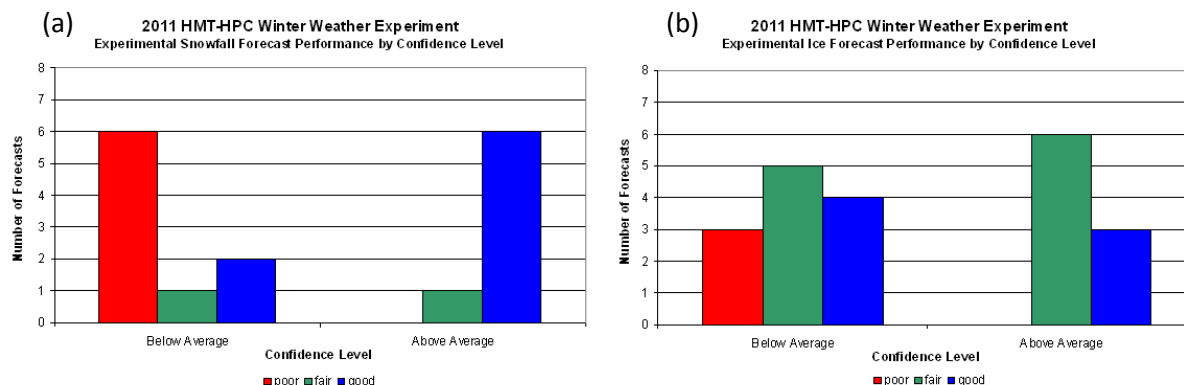 (a)
2011 HMT-HPC Winter Weather Experiment
Experimental Snowfall Forecast Performance by Confidence Level
8
7
6
5
4
3
2
1
0
Number of Forecasts
Below Average
Above Average
Confidence Level
poor fair good
(b)
2011 HMT-HPC Winter Weather Experiment
Experimental Ice Forecast Performance by Confidence Level
8
7
6
5
4
3
2
1
0
Number of Forecasts
Below Average
Above Average
Confidence Level
poor fair good